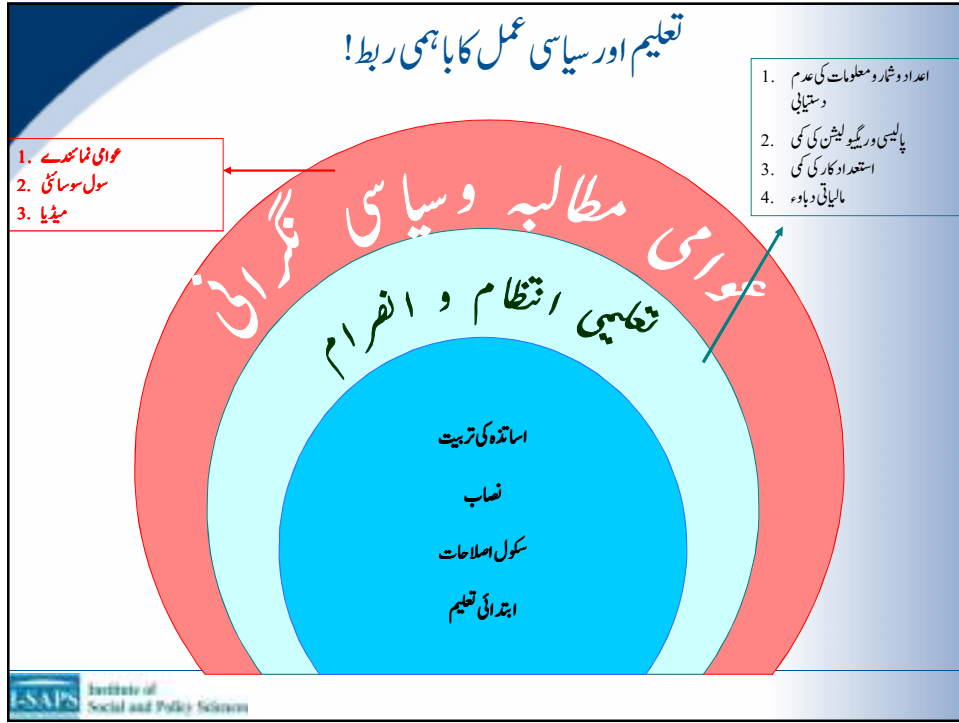 تعلیم اور سیاسی عمل کا باہمی ربط!
1. اعداد و شمار و معلومات کی عدم
دستیابی
2. پالیسی و ریگیولیشن کی کمی
3. استعداد کار کی کمی
4. مالیاتی دباوء
1. عوامی نمائندے
2. سول سوسائٹی
3. میڈیا
عوامی مطالبہ و سیاسی نگرانی
تعلیمی انتظام و انصرام
اساتذہ کی تربیت
نصاب
سکول اصلاحات
ابتدائی تعلیم
I-SAPS
Institute of
Social and Policy Sciences